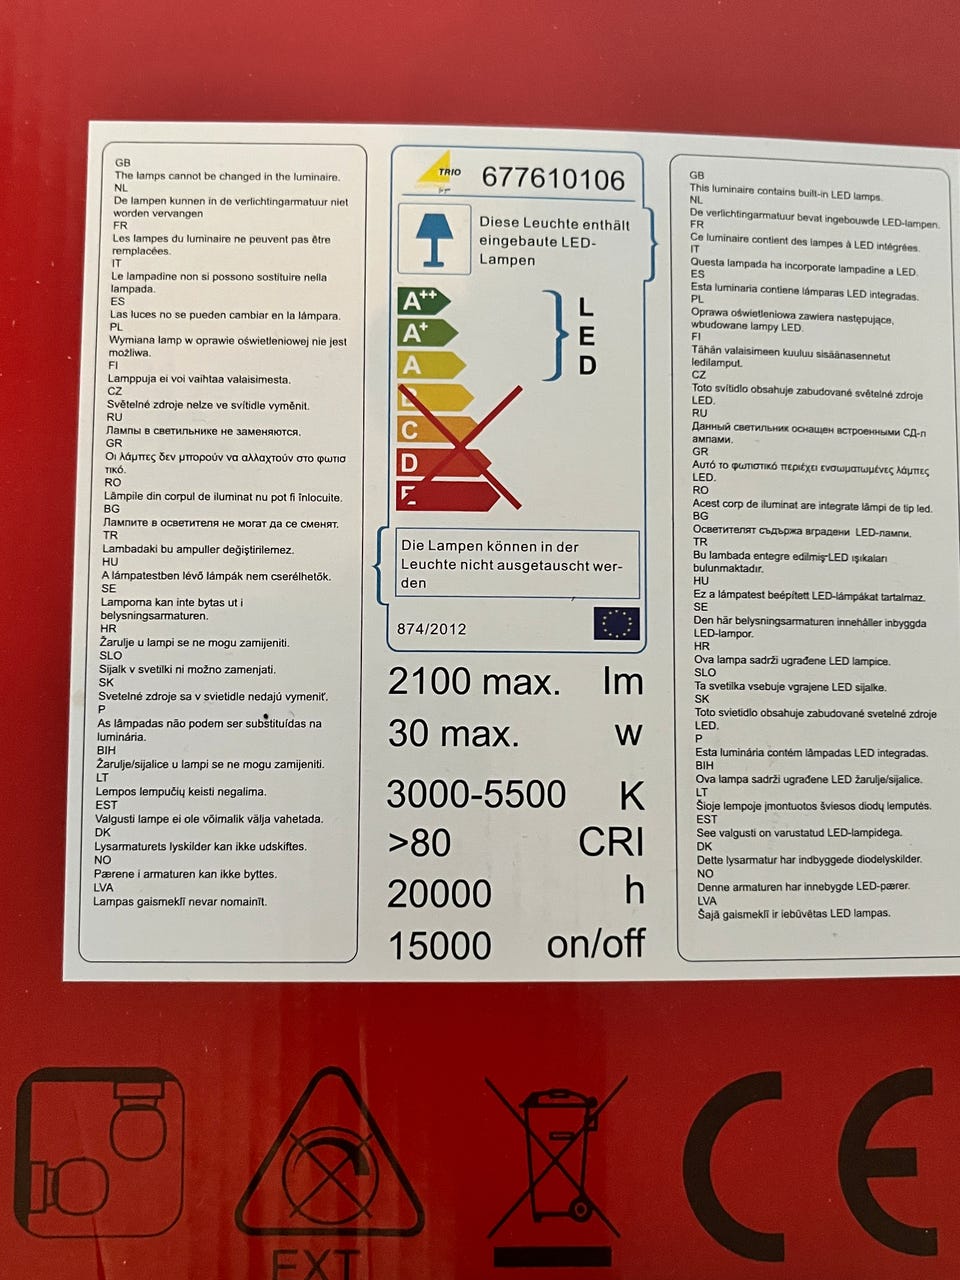 GB
The lamps cannot be changed in the luminaire.
NL
De lampen kunnen in de verlichtingarmatuur niet
worden vervangen
FR
Les lampes du luminaire ne peuvent pas être
remplacées.
IT
Le lampadine non si possono sostituire nella
lampada.
ES
Las luces no se pueden cambiar en la lámpara.
PL
Wymiana lamp w oprawie oświetleniowej nie jest
możliwa.
FI
Lamppuja ei voi vaihtaa valaisimesta.
CZ
Světelné zdroje nelze ve svítidle vyměnit.
RU
Лампы в светильнике не заменяются.
GR
Οι λάμπες δεν μπορούν να αλλαχτούν στο φωτισ
τικό.
RO
Lămpile din corpul de iluminat nu pot fi înlocuite.
BG
Лампите в осветителя не могат да се сменят.
TR
Lambadaki bu ampuller değiştirilemez.
HU
A lámpatestben lévő lámpák nem cserélhetők.
SE
Lamporna kan inte bytas ut i
belysningsarmaturen.
HR
Žarulje u lampi se ne mogu zamijeniti.
SLO
Sijalk v svetilki ni možno zamenjati.
SK
Svetelné zdroje sa v svietidle nedajú vymeniť.
P
As lâmpadas não podem ser substituídas na
luminária.
BIH
Žarulje/sijalice u lampi se ne mogu zamijeniti.
LT
Lempos lempučių keisti negalima.
EST
Valgusti lampe ei ole võimalik välja vahetada.
DK
Lysarmaturets lyskilder kan ikke udskiftes.
NO
Pærene i armaturen kan ikke byttes.
LVA
Lampas gaismeklī nevar nomainīt.
TRIO
677610106
Diese Leuchte enthält
eingebaute LED-
Lampen
A++
A+
A
B
C
D
E
L
E
D
Die Lampen können in der
Leuchte nicht ausgetauscht wer-
den
874/2012
2100 max. lm
30 max. w
3000-5500 K
>80 CRI
20000 h
15000 on/off
GB
This luminaire contains built-in LED lamps.
NL
De verlichtingarmatuur bevat ingebouwde LED-lampen.
FR
Ce luminaire contient des lampes à LED intégrées.
IT
Questa lampada ha incorporate lampadine a LED.
ES
Esta luminaria contiene lámparas LED integradas.
PL
Oprawa oświetleniowa zawiera następujące,
wbudowane lampy LED.
FI
Tähän valaisimeen kuuluu sisäänasennetut
ledilamput.
CZ
Toto svítidlo obsahuje zabudované světelné zdroje
LED.
RU
Данный светильник оснащен встроенными СД-л
ампами.
GR
Αυτό το φωτιστικό περιέχει ενσωματωμένες λάμπες
LED.
RO
Acest corp de iluminat are integrate lămpi de tip led.
BG
Осветителят съдържа вградени LED-лампи.
TR
Bu lambada entegre edilmiş LED ışıkaları
bulunmaktadır.
HU
Ez a lámpatest beépített LED-lámpákat tartalmaz.
SE
Den här belysningsarmaturen innehåller inbyggda
LED-lampor.
HR
Ova lampa sadrži ugrađene LED lampice.
SLO
Ta svetilka vsebuje vgrajene LED sijalke.
SK
Toto svietidlo obsahuje zabudované svetelné zdroje
LED.
P
Esta luminária contém lâmpadas LED integradas.
BIH
Ova lampa sadrži ugrađene LED žarulje/sijalice.
LT
Šioje lempoje įmontuotos šviesos diodų lemputės.
EST
See valgusti on varustatud LED-lampidega.
DK
Dette lysarmatur har indbyggede diodelyskilder.
NO
Denne armaturen har innebygde LED-pærer.
LVA
Šajā gaismeklī ir iebūvētas LED lampas.
CE
EXT